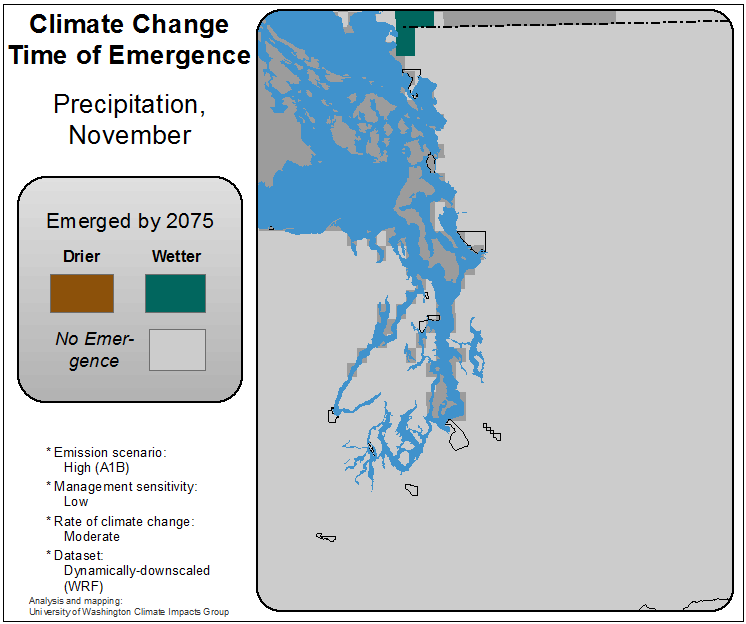 Climate Change
Time of Emergence
Precipitation,
November
Emerged by 2075
Drier
Wetter
No Emer-
gence
* Emission scenario:
High (A1B)
* Management sensitivity:
Low
* Rate of climate change:
Moderate
* Dataset:
Dynamically-downscaled
(WRF)
Analysis and mapping:
University of Washington Climate Impacts Group